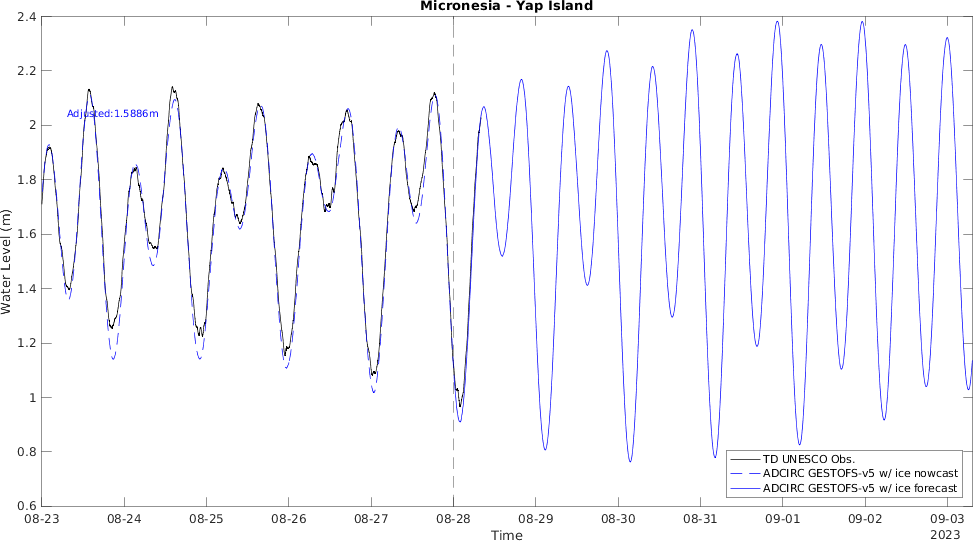 Micronesia - Yap Island
2.4
2.2
2
1.8
1.6
1.4
1.2
1
0.8
0.6
Water Level (m)
Adjusted:1.5886m
TD UNESCO Obs.
ADCIRC GESTOFS-v5 w/ ice nowcast
ADCIRC GESTOFS-v5 w/ ice forecast
08-23 08-24 08-25 08-26 08-27 08-28 08-29 08-30 08-31 09-01 09-02 09-03
2023
Time